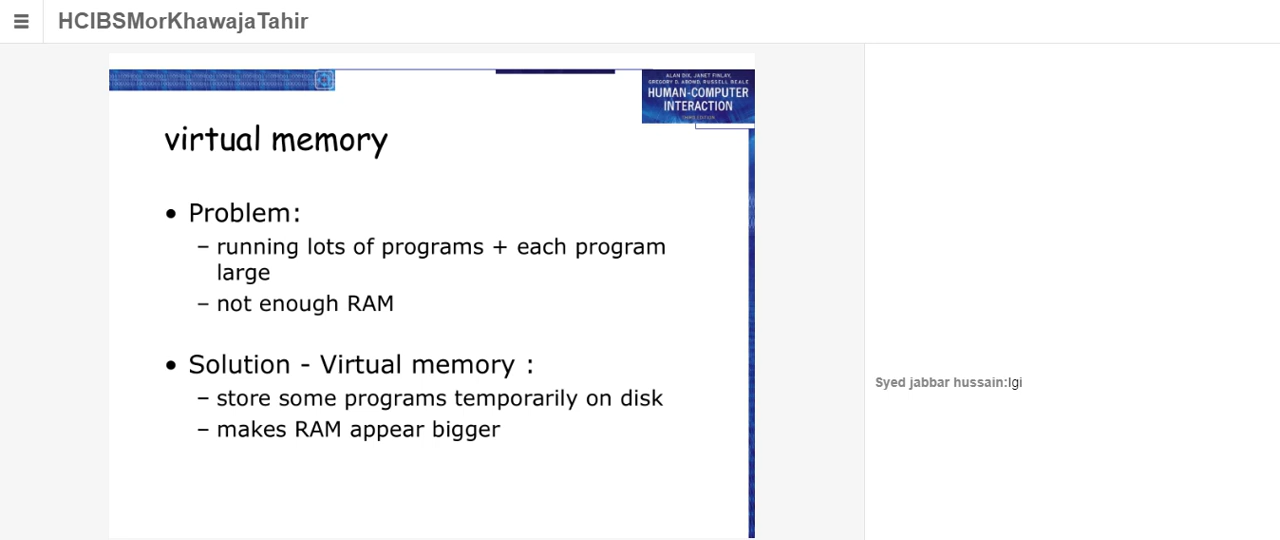 HCIBSMorKhawajaTahir
ALAN DIX, JANET FINLAY,
GREGORY D. ABOWD, RUSSELL BEALE
HUMAN-COMPUTER
INTERACTION
THIRD EDITION
virtual memory
• Problem:
– running lots of programs + each program
large
– not enough RAM
• Solution - Virtual memory :
– store some programs temporarily on disk
– makes RAM appear bigger
Syed jabbar hussain:lgi